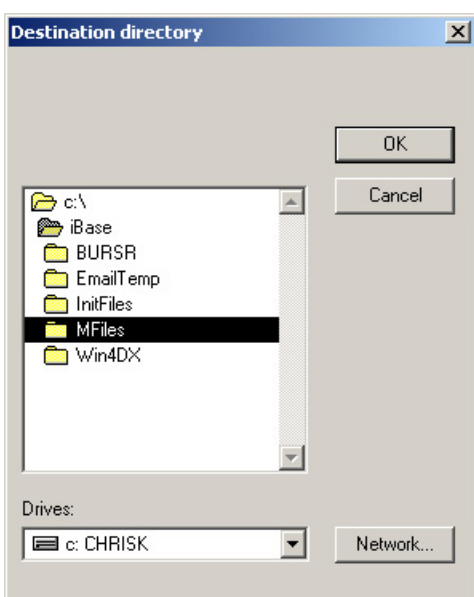 Destination directory
OK
Cancel
c:\
iBase
BURSR
EmailTemp
InitFiles
MFiles
Win4DX
Drives:
c: CHRISK
Network...